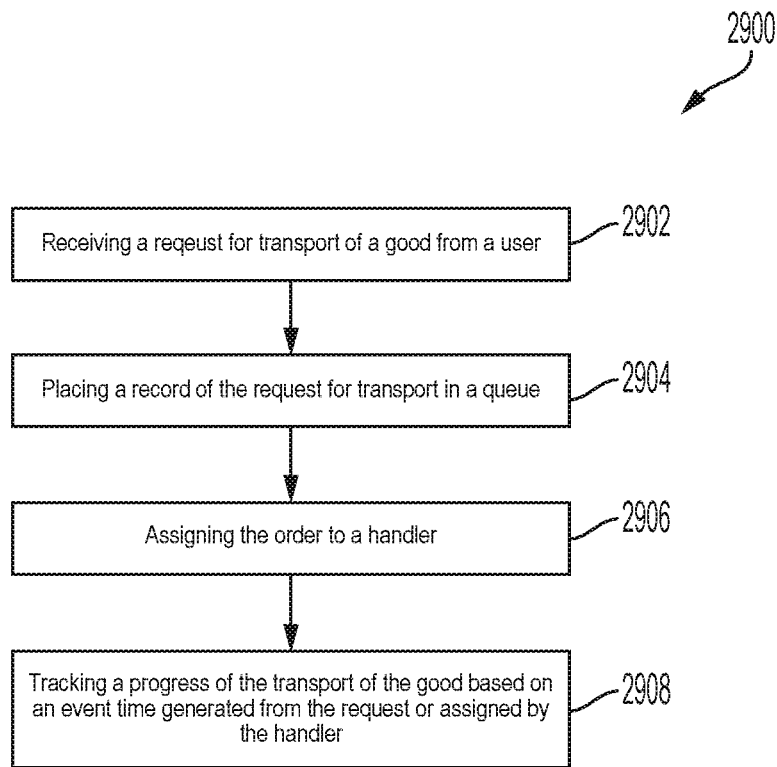 2900
Receiving a reqeust for transport of a good from a user
2902
Placing a record of the request for transport in a queue
2904
Assigning the order to a handler
2906
Tracking a progress of the transport of the good based on
an event time generated from the request or assigned by
the handler
2908